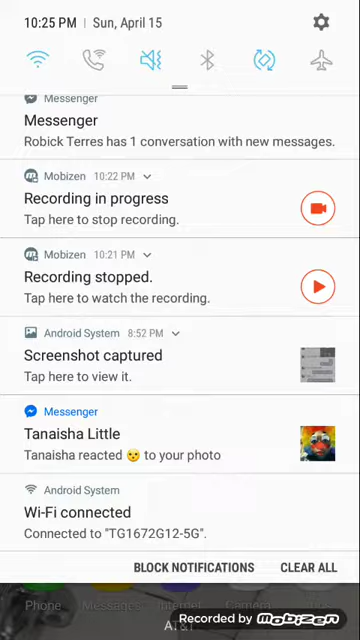 10:25 PM | Sun, April 15
Messenger
Messenger
Robick Terres has 1 conversation with new messages.
Mobizen 10:22 PM
Recording in progress
Tap here to stop recording.
Mobizen 10:21 PM
Recording stopped.
Tap here to watch the recording.
Android System 8:52 PM
Screenshot captured
Tap here to view it.
Messenger
Tanaisha Little
Tanaisha reacted 😮 to your photo
Android System
Wi-Fi connected
Connected to "TG1672G12-5G".
BLOCK NOTIFICATIONS CLEAR ALL
Phone Messages Internet Camera
AT&T
Recorded by mobizen